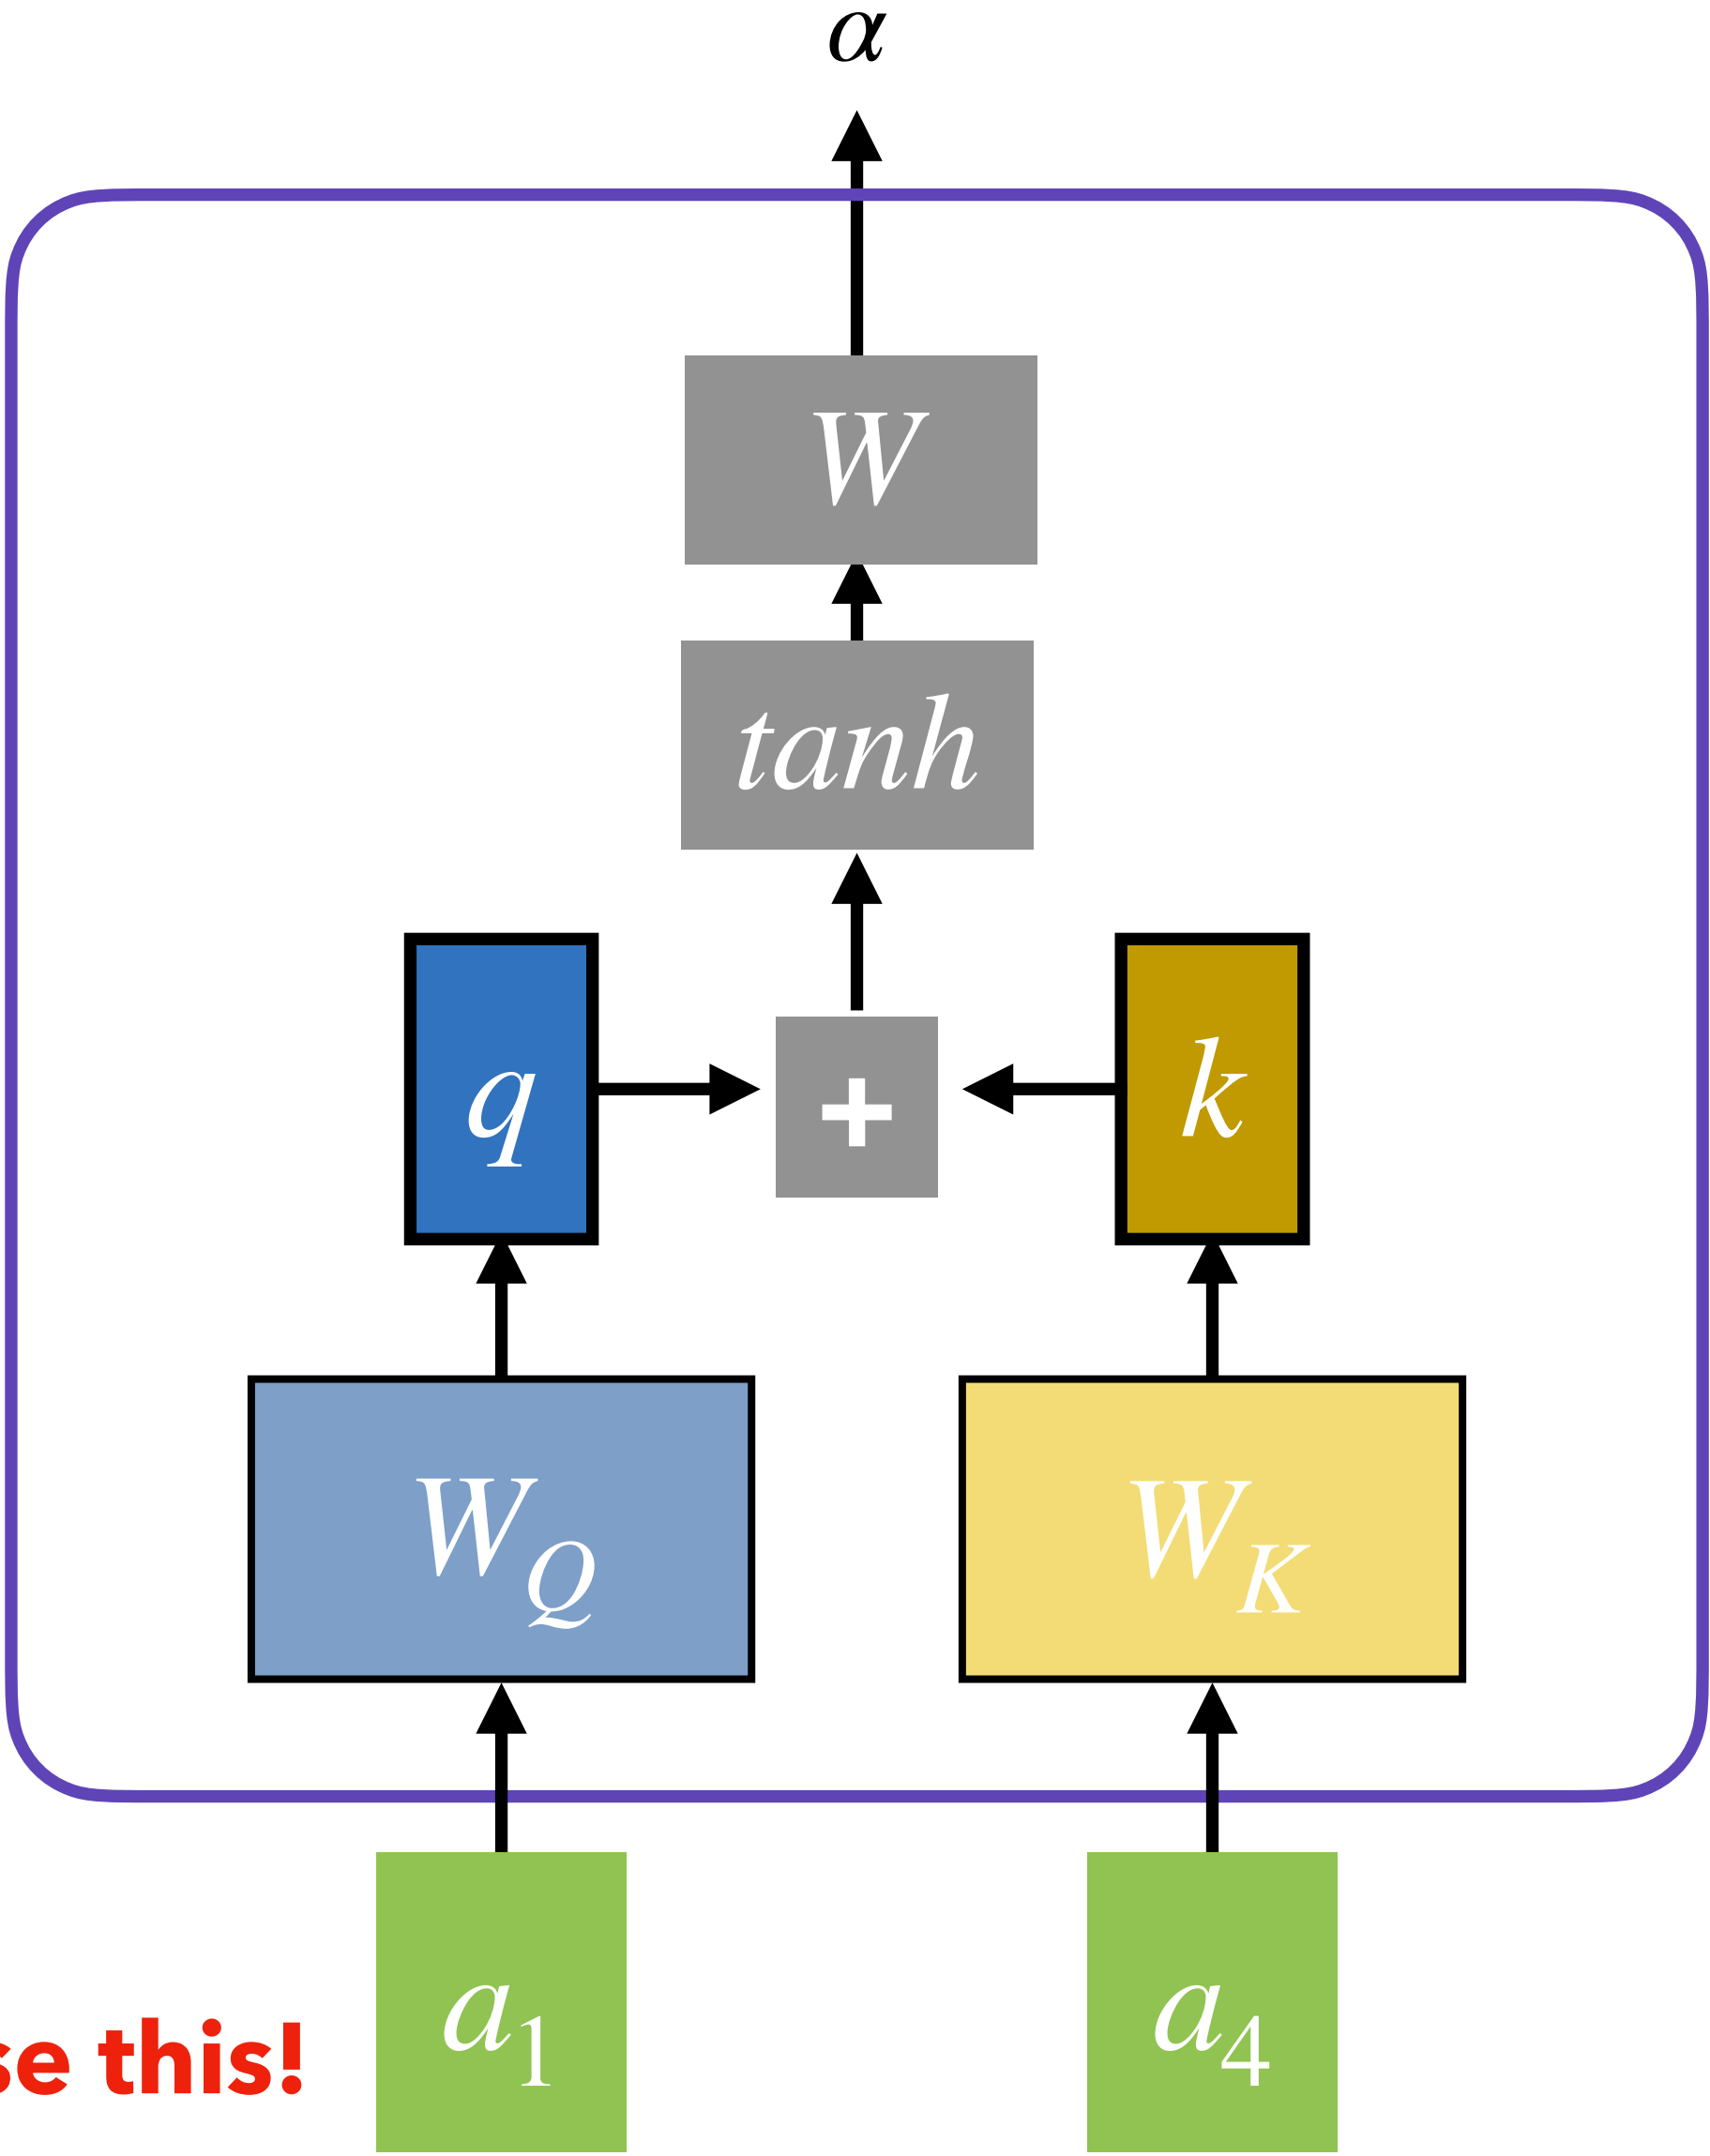 α
W
tanh
q + k
W_Q W_K
a_1 a_4
se this!